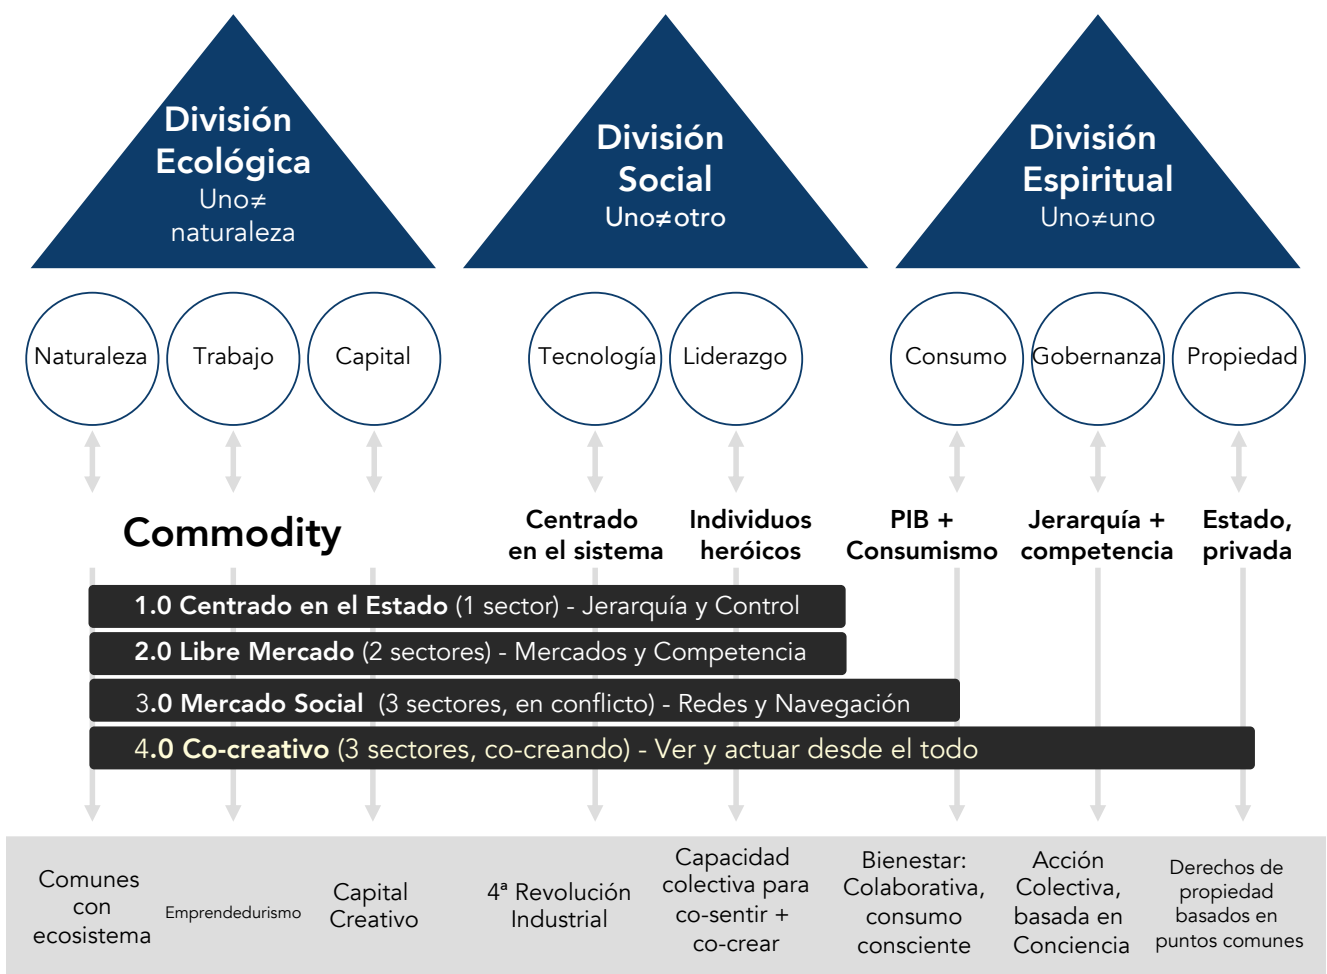 División
Ecológica
Uno≠
naturaleza
División
Social
Uno≠otro
División
Espiritual
Uno≠uno
Naturaleza
Trabajo
Capital
Tecnología
Liderazgo
Consumo
Gobernanza
Propiedad
Commodity
Centrado
en el sistema
Individuos
heróicos
PIB +
Consumismo
Jerarquía +
competencia
Estado,
privada
1.0 Centrado en el Estado (1 sector) - Jerarquía y Control
2.0 Libre Mercado (2 sectores) - Mercados y Competencia
3.0 Mercado Social (3 sectores, en conflicto) - Redes y Navegación
4.0 Co-creativo (3 sectores, co-creando) - Ver y actuar desde el todo
Comunes
con
ecosistema
Emprendedurismo
Capital
Creativo
4ª Revolución
Industrial
Capacidad
colectiva para
co-sentir +
co-crear
Bienestar:
Colaborativa,
consumo
consciente
Acción
Colectiva,
basada en
Conciencia
Derechos de
propiedad
basados en
puntos comunes